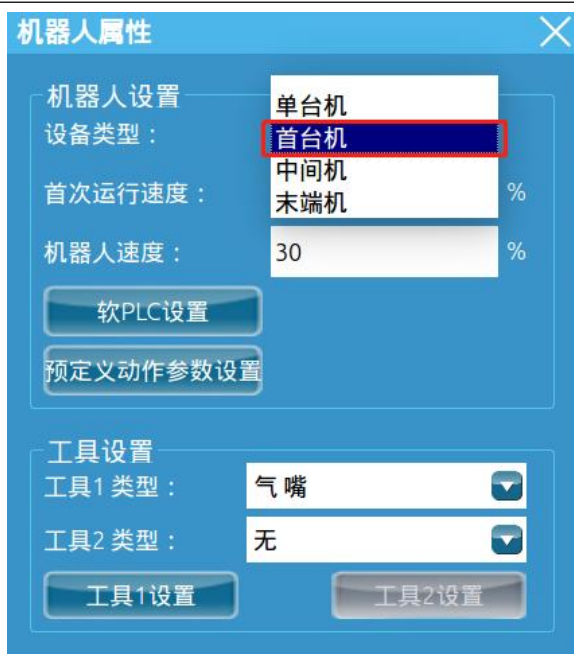 机器人属性
机器人设置
设备类型：
单台机
首台机
中间机
末端机
首次运行速度： %
机器人速度： 30 %
软PLC设置
预定义动作参数设置
工具设置
工具1 类型： 气嘴
工具2 类型： 无
工具1设置 工具2设置